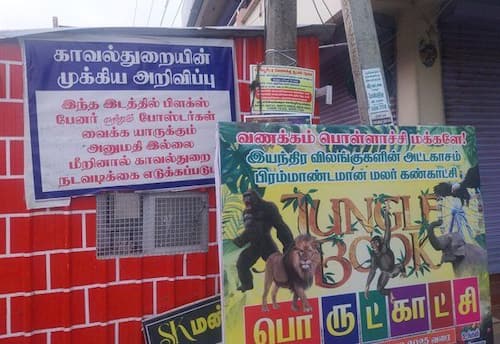 காவல்துறையின்
முக்கிய அறிவிப்பு
இந்த இடத்தில் பிளக்ஸ்
பேனர் மற்றும் போஸ்டர்கள்
வைக்க யாருக்கும்
அனுமதி இல்லை
மீறினால் காவல்துறை
நடவடிக்கை எடுக்கப்படு
வணக்கம் பொள்ளாச்சி மக்களே!
இயந்திர விலங்குகளின் அட்டகாசம்
பிரம்மாண்டமான மலர் கண்காட்சி
JUNGLE
BOOK
பொருட்காட்சி